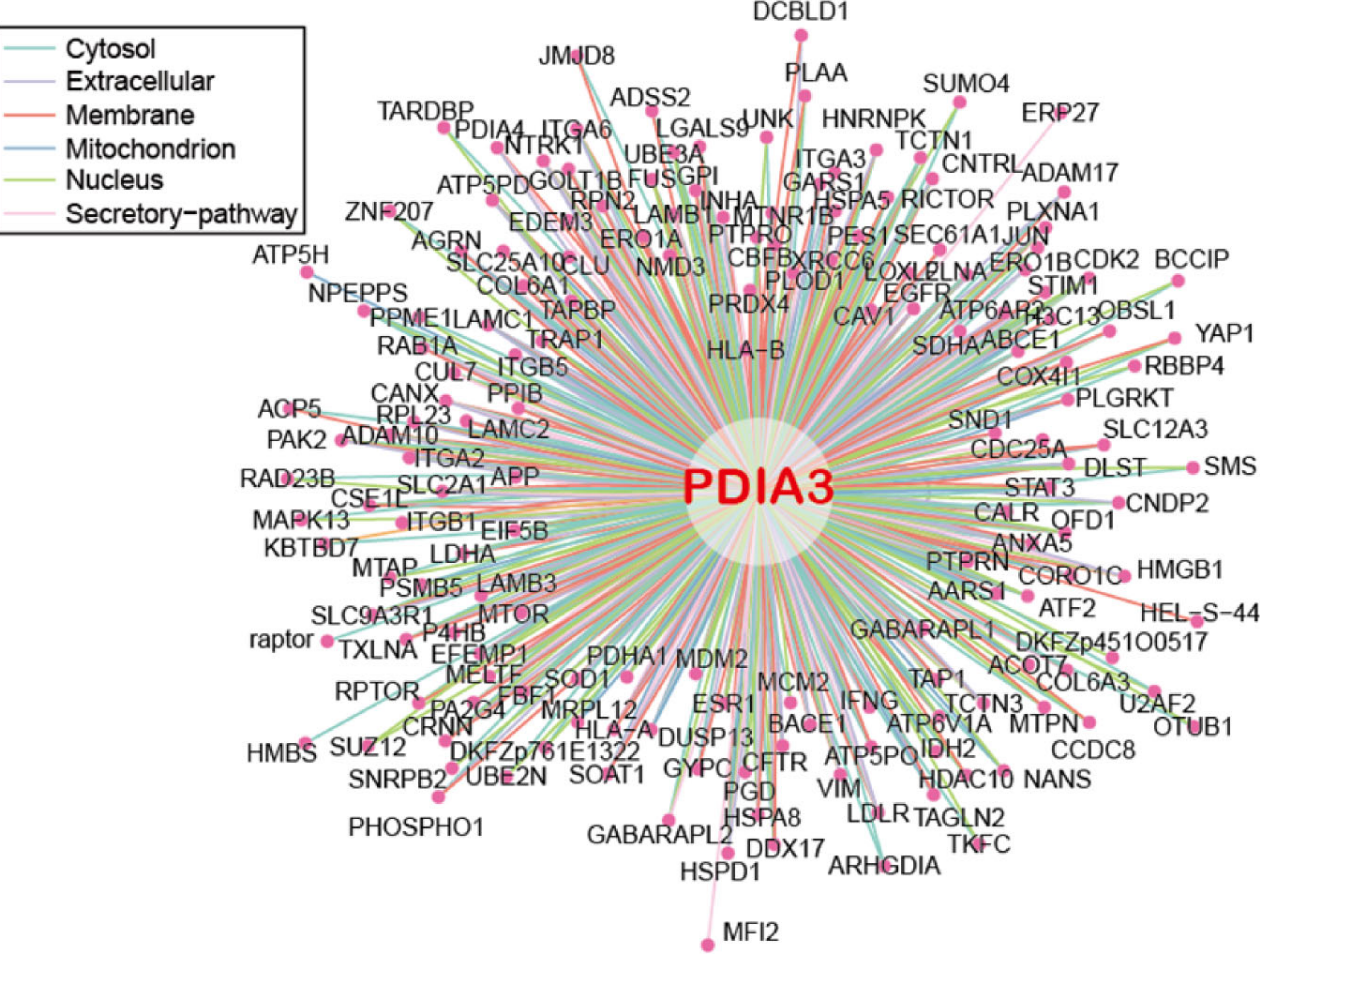 DCBLD1
Cytosol
Extracellular
Membrane
Mitochondrion
Nucleus
Secretory-pathway
JMJD8
PLAA
SUMO4
ADSS2
ERP27
TARDBP
PDIA4
ITGA6
LGALS9
UNK
HNRNPK
NTRK1
UBE3A
ITGA3
TCTN1
CNTRL
ADAM17
ATP5PD
GOLT1B
FUS
GPI
GARS1
RPN2
INHA
HSPA5
RICTOR
ZNF207
EDEM3
LAMB1
MTNR1B
PLXNA1
AGRN
ERO1A
PTPRO
PES1
SEC61A1
JUN
ATP5H
SLC25A10
CLU
NMD3
CBFB
XRCC6
ERO1B
CDK2
BCCIP
NPEPPS
COL6A1
PLOD1
EGFR
STIM1
PPME1
LAMC1
TAPBP
PRDX4
CAV1
OBSL1
RAB1A
TRAP1
HLA-B
SDHA
ABCE1
YAP1
CUL7
ITGB5
COX4I1
RBBP4
CANX
PPIB
PLGRKT
ACP5
RPL23
SND1
PAK2
ADAM10
LAMC2
CDC25A
SLC12A3
ITGA2
DLST
SMS
RAD23B
SLC2A1
APP
PDIA3
STAT3
CSE1L
CNDP2
MAPK13
ITGB1
EIF5B
CALR
OFD1
KBTBD7
LDHA
ANXA5
MTAP
PTPRN
CORO1C
HMGB1
PSMB5
LAMB3
AARS1
ATF2
HEL-S-44
SLC9A3R1
MTOR
GABARAPL1
raptor
TXLNA
P4HB
DKFZp451O0517
EFEMP1
PDHA1
MDM2
ACOT7
MELTF
SOD1
MCM2
TAP1
COL6A3
RPTOR
FBF1
ESR1
IFNG
TCTN3
U2AF2
PA2G4
MRPL12
BACE1
ATP6V1A
MTPN
OTUB1
CRNN
HLA-A
DUSP13
HMBS
SUZ12
DKFZp761E1322
CFTR
ATP5PO
IDH2
CCDC8
SNRPB2
UBE2N
SOAT1
GYPC
PGD
VIM
HDAC10
NANS
PHOSPHO1
GABARAPL2
HSPA8
LDLR
TAGLN2
HSPD1
DDX17
ARHGDIA
TKFC
MFI2